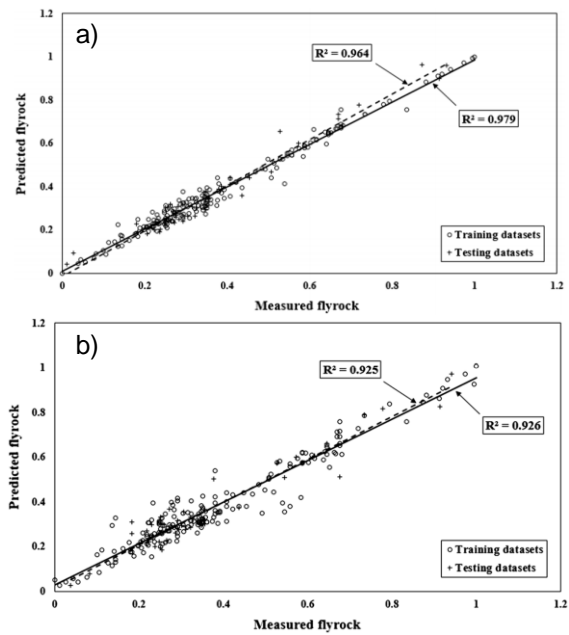 a)
1.2
1
0.8
0.6
0.4
0.2
0
Predicted flyrock
R² = 0.964
R² = 0.979
○ Training datasets
+ Testing datasets
0 0.2 0.4 0.6 0.8 1 1.2
Measured flyrock
b)
1.2
1
0.8
0.6
0.4
0.2
0
Predicted flyrock
R² = 0.925
R² = 0.926
○ Training datasets
+ Testing datasets
0 0.2 0.4 0.6 0.8 1 1.2
Measured flyrock